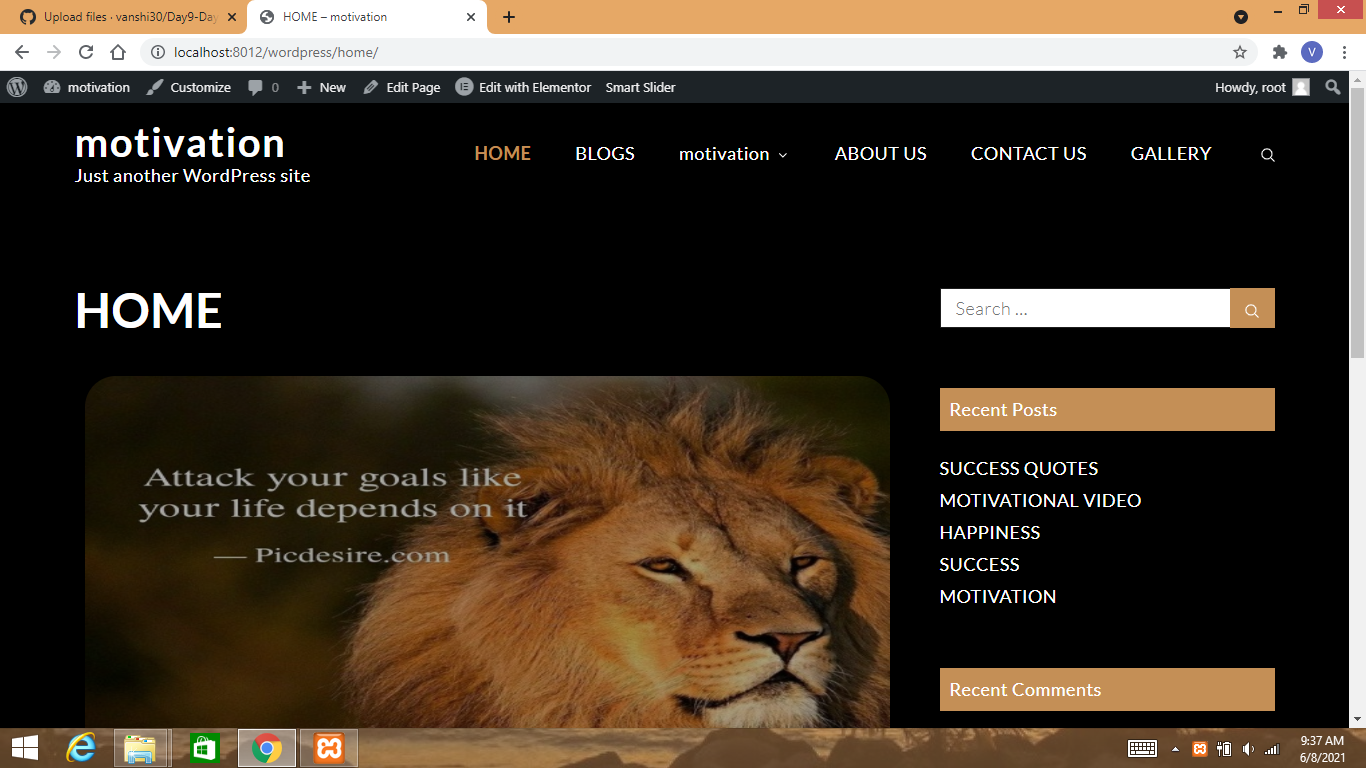 Upload files · vanshi30/Day9-Day
HOME – motivation
localhost:8012/wordpress/home/
V
motivation
Customize
0
New
Edit Page
Edit with Elementor
Smart Slider
Howdy, root
motivation
Just another WordPress site
HOME
BLOGS
motivation
ABOUT US
CONTACT US
GALLERY
HOME
Search …
Attack your goals like
your life depends on it
— Picdesire.com
Recent Posts
SUCCESS QUOTES
MOTIVATIONAL VIDEO
HAPPINESS
SUCCESS
MOTIVATION
Recent Comments
9:37 AM
6/8/2021